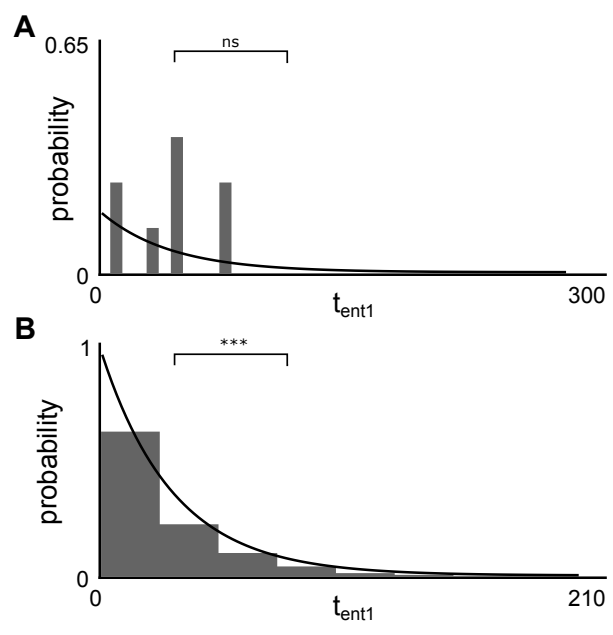 A
0.65
ns
probability
0
0
t_ent1
300
B
1
***
probability
0
0
t_ent1
210